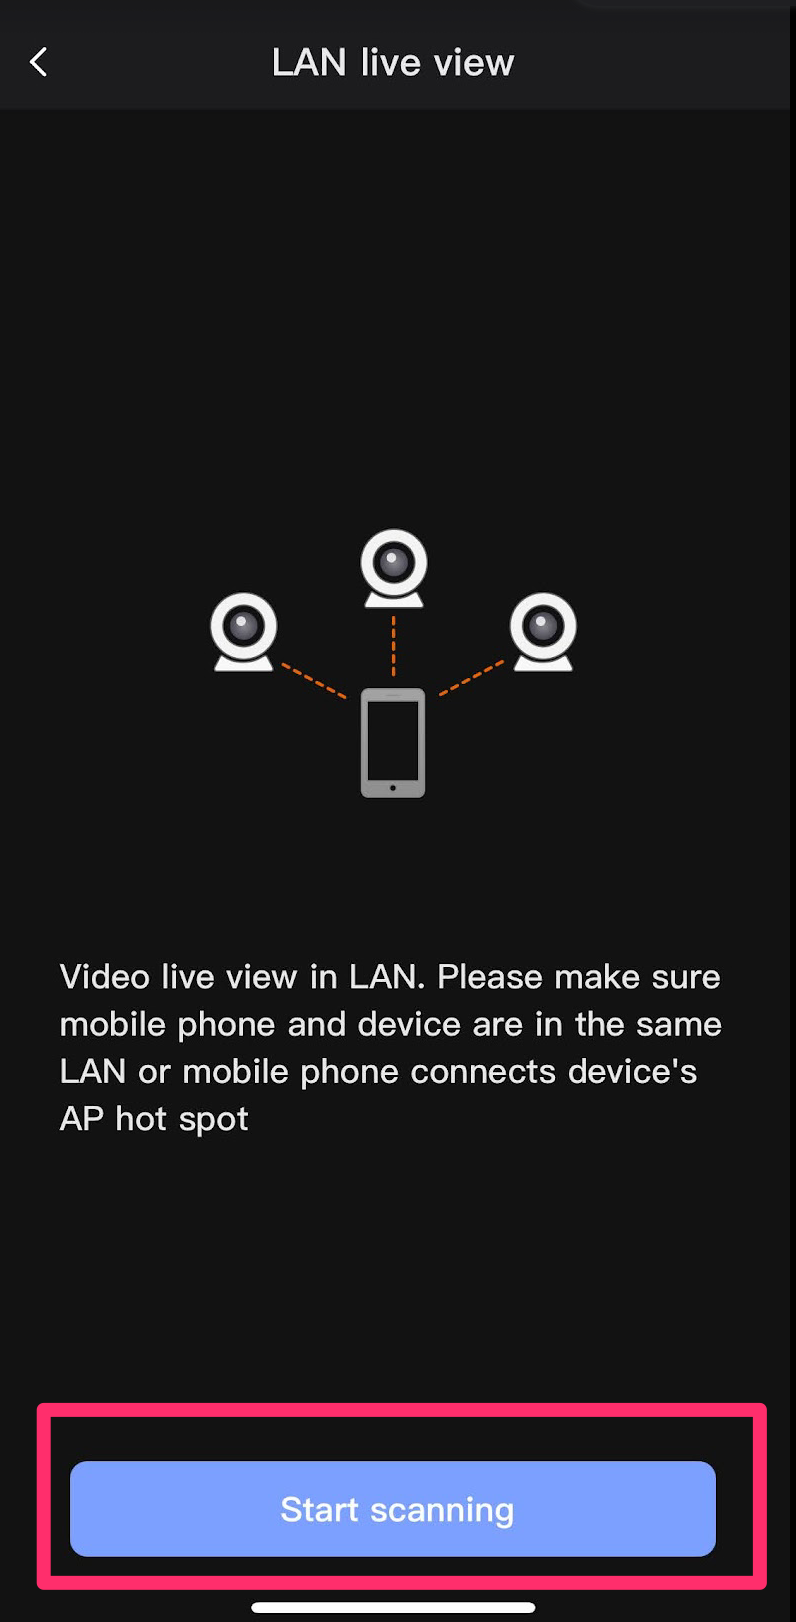 LAN live view
Video live view in LAN. Please make sure
mobile phone and device are in the same
LAN or mobile phone connects device's
AP hot spot
Start scanning